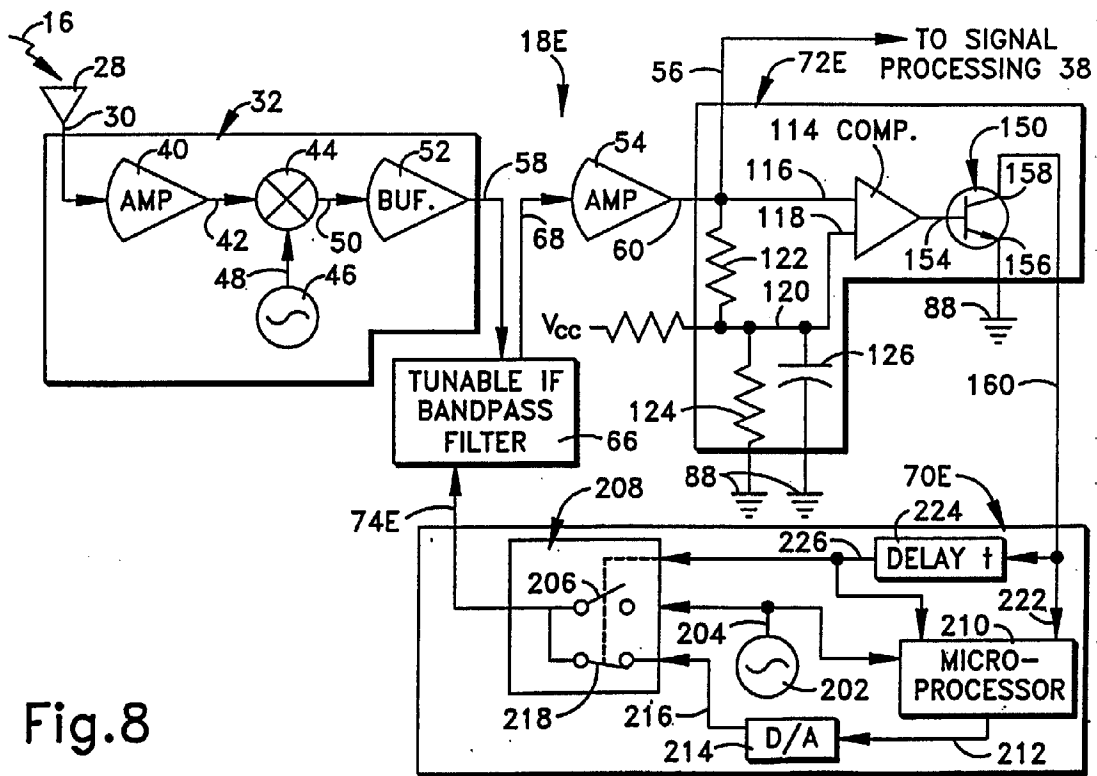 16
18E
TO SIGNAL
PROCESSING 38
28
56
72E
30
32
114 COMP.
150
40
44
52
58
54
116
158
AMP
BUF.
AMP
118
42
50
68
60
154
156
48
46
122
120
88
Vcc
126
160
TUNABLE IF
BANDPASS
FILTER
66
124
88
70E
74E
208
224
226
DELAY t
206
222
204
210
MICRO-
PROCESSOR
202
218
216
214
D/A
212
Fig.8